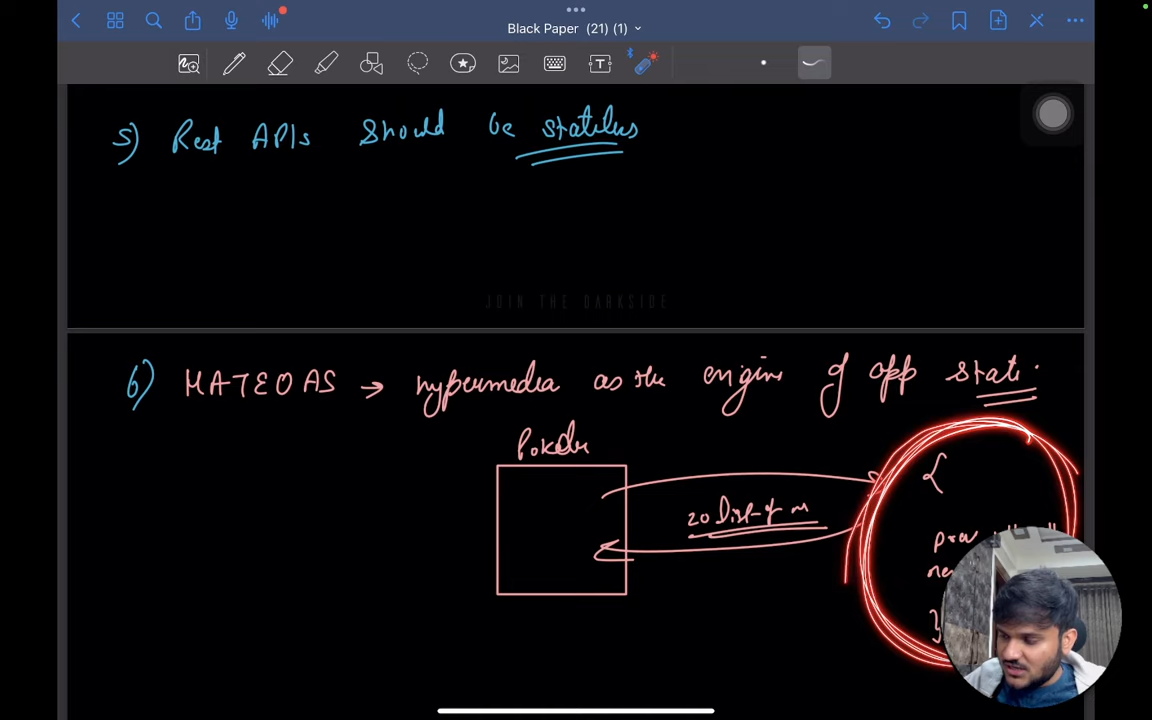 Black Paper (21) (1)
5) Rest APIs should be stateless
JOIN THE DARKSIDE
6) HATEOAS → hypermedia as the engine of app state.
Pokedex
{
20 list of
prev
ne
}